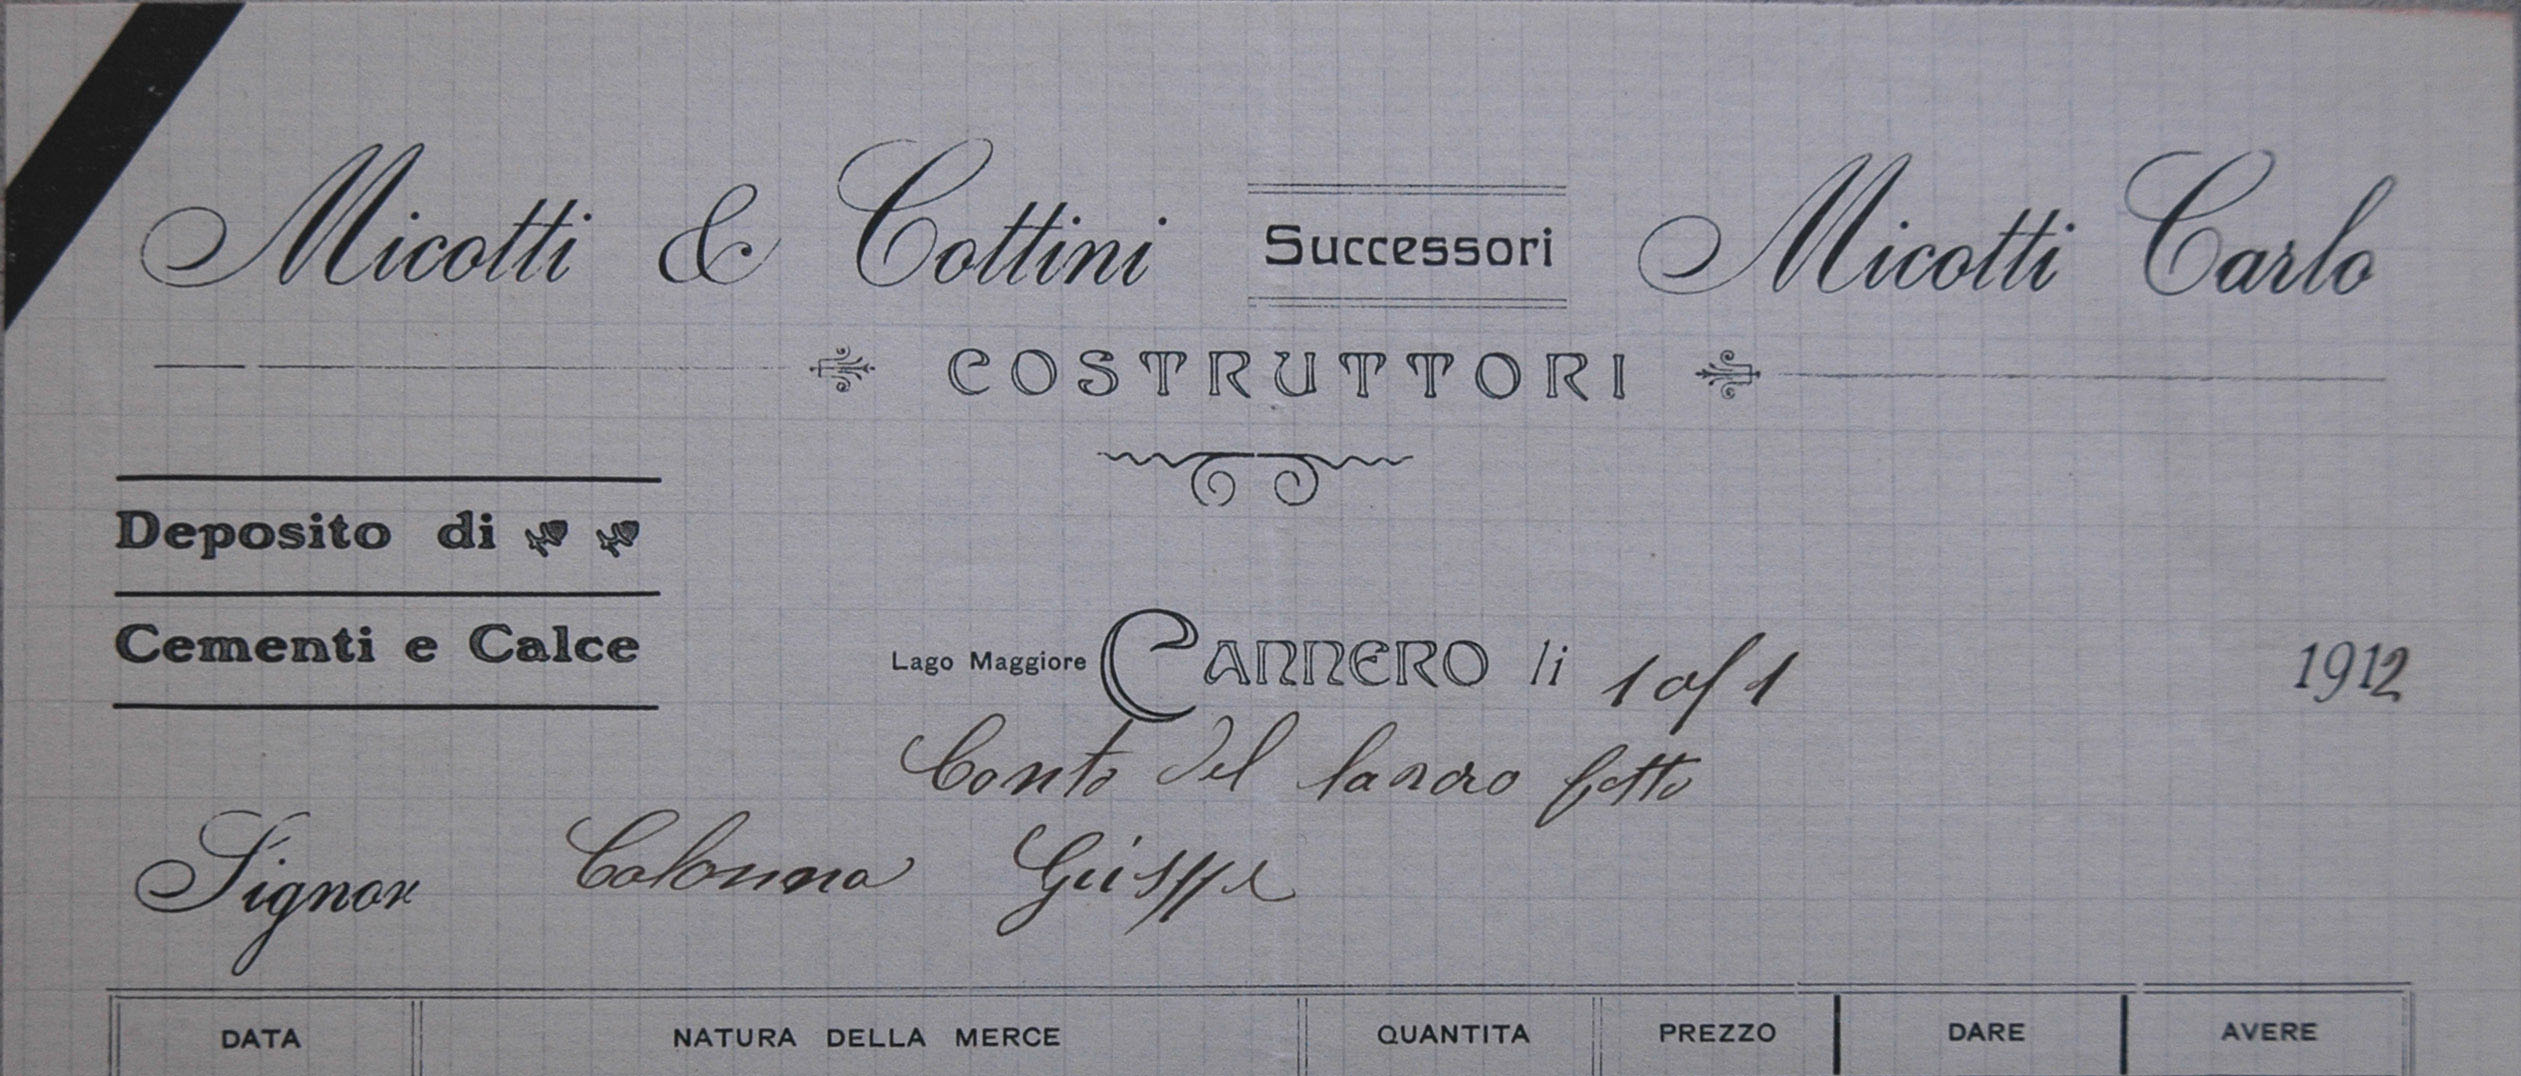 Micotti & Cottini Successori Micotti Carlo
COSTRUTTORI
Deposito di
Cementi e Calce
Lago Maggiore CANNERO li 1912
Conto del lavoro fatto
Signor Colonna
DATA NATURA DELLA MERCE QUANTITA PREZZO DARE AVERE